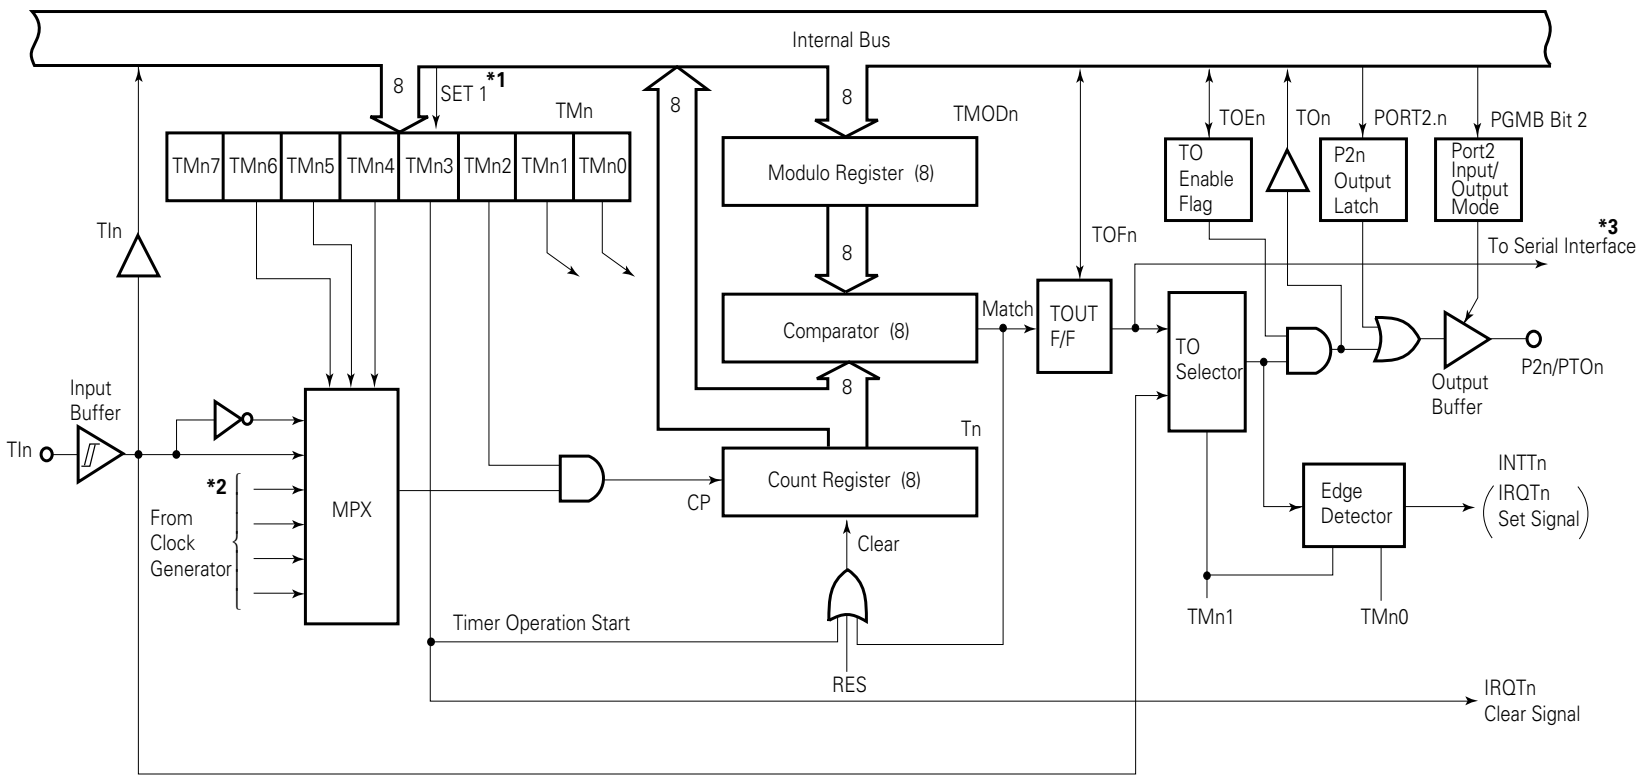 Internal Bus
8
SET 1 *1
TMn
8
8
TMODn
TOEn
TOn
PORT2.n
PGMB Bit 2
TMn7 TMn6 TMn5 TMn4 TMn3 TMn2 TMn1 TMn0
Modulo Register (8)
TO
Enable
Flag
P2n
Output
Latch
Port2
Input/
Output
Mode
TIn
8
TOFn
*3
To Serial Interface
Comparator (8)
Match
TOUT
F/F
TO
Selector
P2n/PTOn
Output
Buffer
8
Input
Buffer
TIn
Tn
*2
From
Clock
Generator
MPX
CP
Count Register (8)
Clear
Edge
Detector
INTTn
(IRQTn
Set Signal)
TMn1
TMn0
Timer Operation Start
RES
IRQTn
Clear Signal